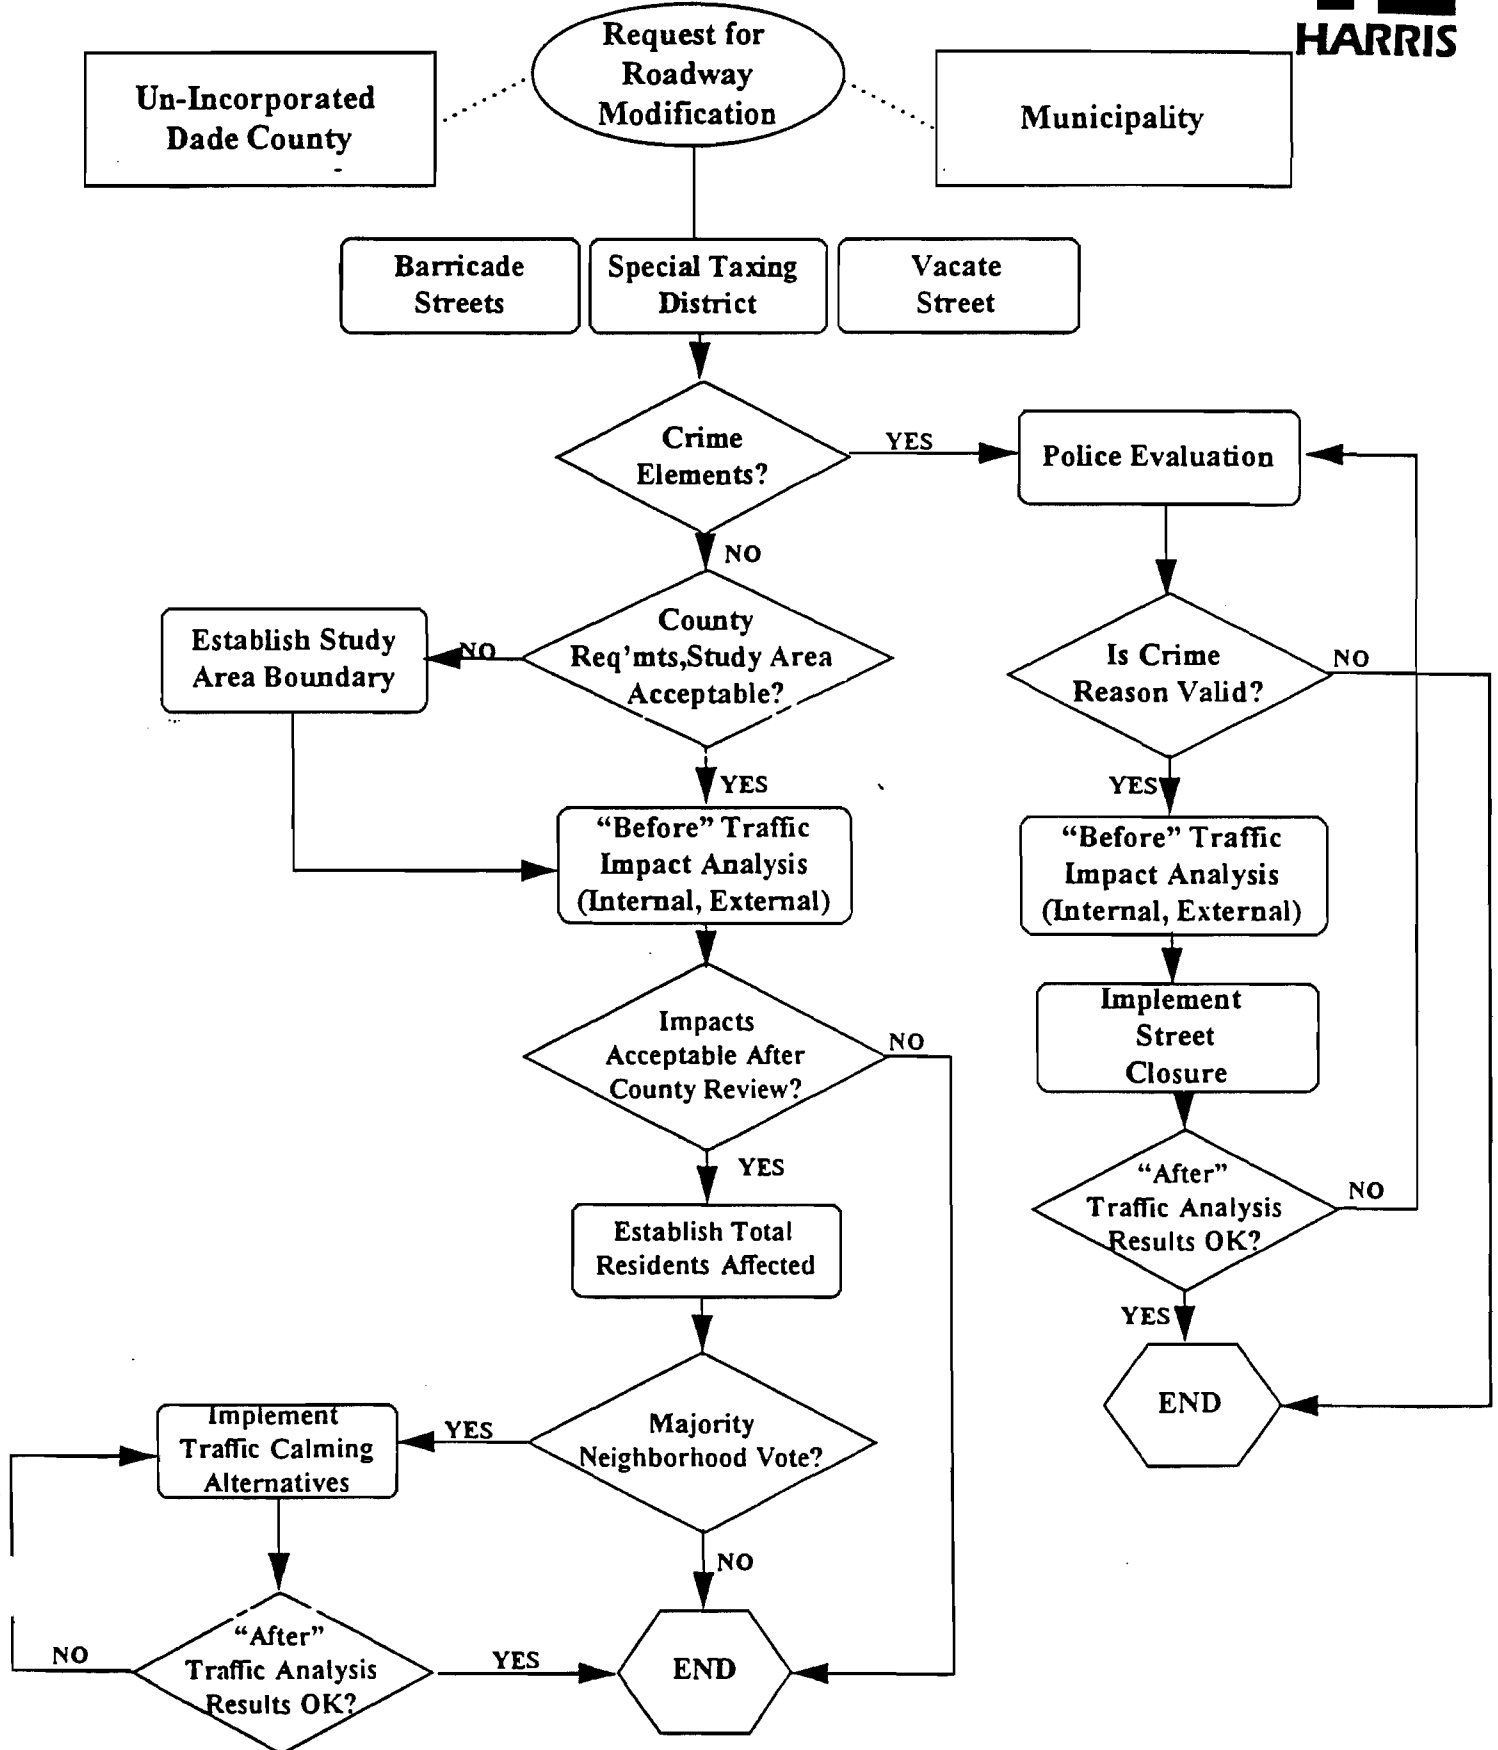 HARRIS
Request for
Roadway
Modification
Un-Incorporated
Dade County
Municipality
Barricade
Streets
Special Taxing
District
Vacate
Street
Crime
Elements?
YES
Police Evaluation
NO
County
Req'mts,Study Area
Acceptable?
NO
Establish Study
Area Boundary
Is Crime
Reason Valid?
NO
YES
YES
“Before” Traffic
Impact Analysis
(Internal, External)
“Before” Traffic
Impact Analysis
(Internal, External)
Impacts
Acceptable After
County Review?
NO
Implement
Street
Closure
YES
“After”
Traffic Analysis
Results OK?
NO
Establish Total
Residents Affected
YES
END
Majority
Neighborhood Vote?
YES
Implement
Traffic Calming
Alternatives
NO
“After”
Traffic Analysis
Results OK?
NO
YES
END